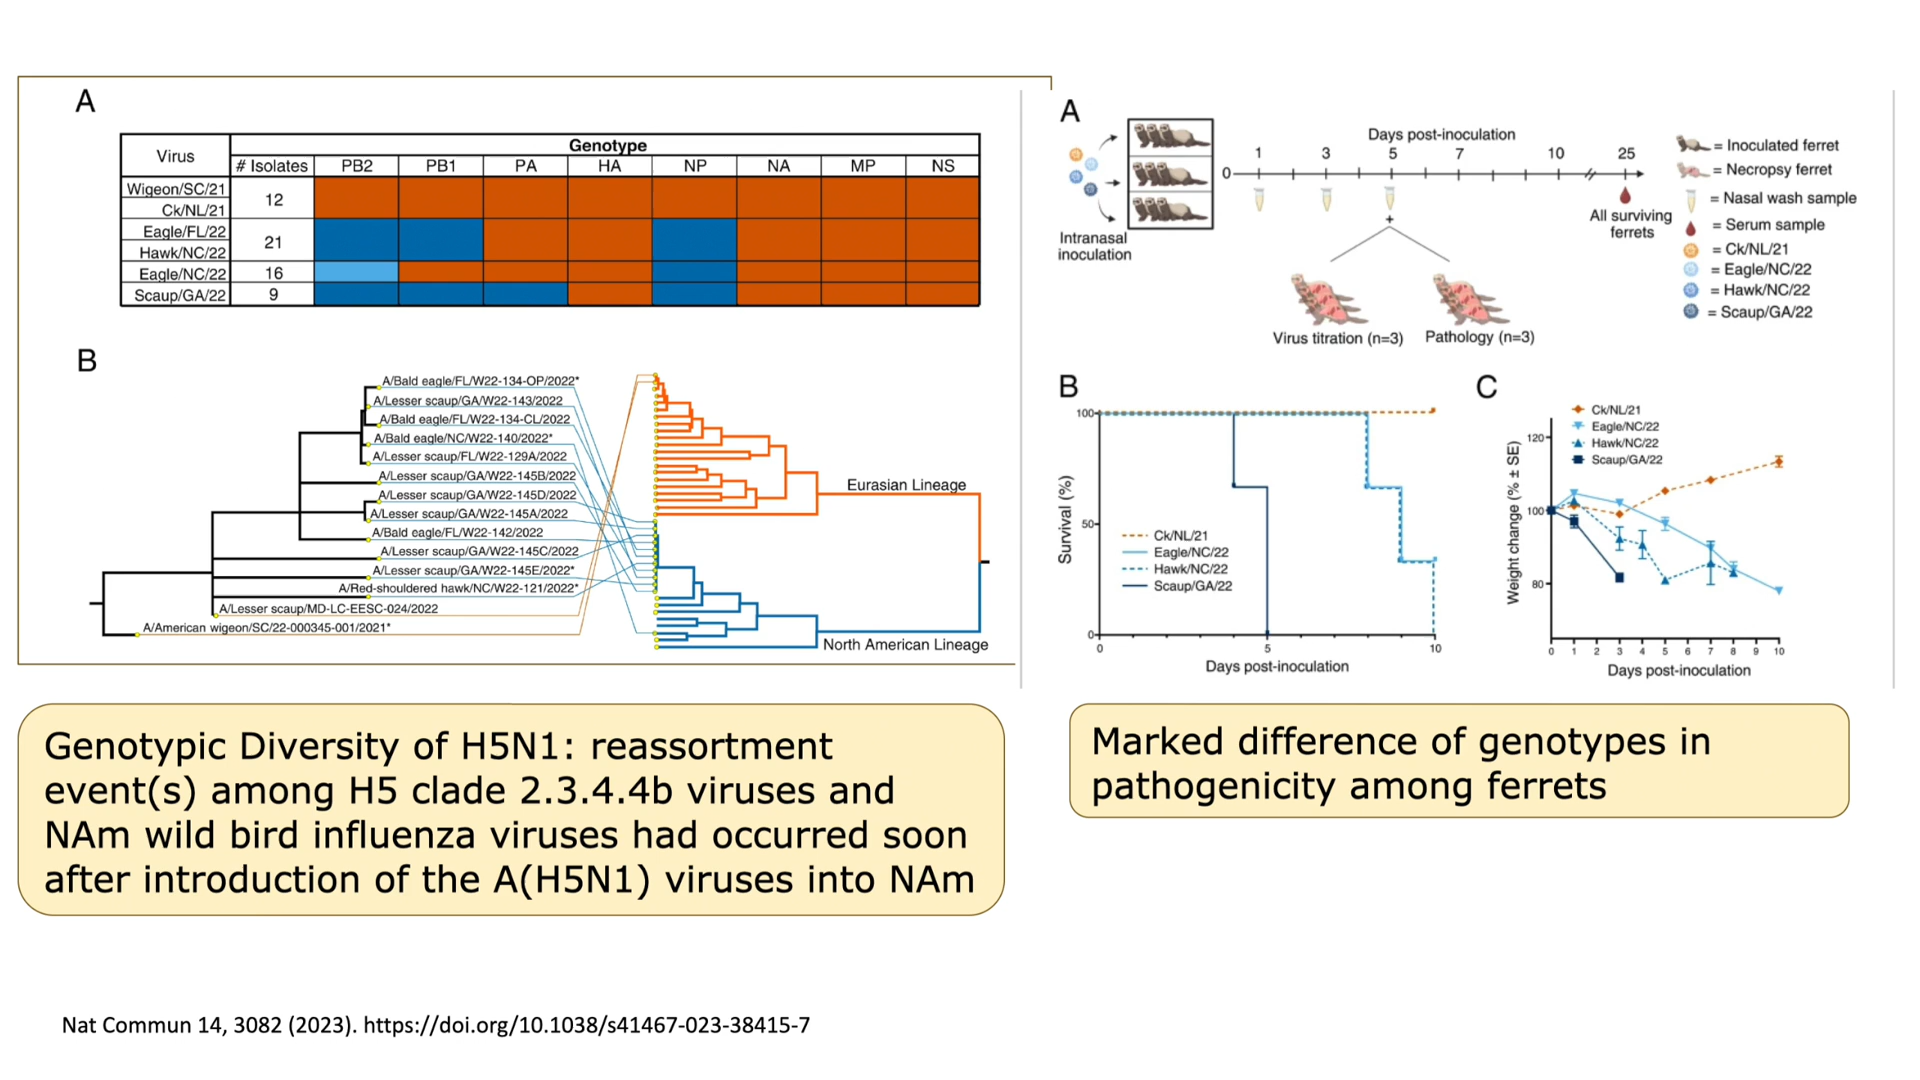 A
Virus
Genotype
# Isolates PB2 PB1 PA HA NP NA MP NS
Wigeon/SC/21
12
Ck/NL/21
Eagle/FL/22
21
Hawk/NC/22
Eagle/NC/22 16
Scaup/GA/22 9
B
A/Bald eagle/FL/W22-134-OP/2022*
A/Lesser scaup/GA/W22-143/2022
A/Bald eagle/FL/W22-134-CL/2022
A/Bald eagle/NC/W22-140/2022*
A/Lesser scaup/FL/W22-129A/2022
A/Lesser scaup/GA/W22-145B/2022
A/Lesser scaup/GA/W22-145D/2022
A/Lesser scaup/GA/W22-145A/2022
A/Bald eagle/FL/W22-142/2022
A/Lesser scaup/GA/W22-145C/2022
A/Lesser scaup/GA/W22-145E/2022*
A/Red-shouldered hawk/NC/W22-121/2022*
A/Lesser scaup/MD-LC-EESC-024/2022
A/American wigeon/SC/22-000345-001/2021*
Eurasian Lineage
North American Lineage
Genotypic Diversity of H5N1: reassortment
event(s) among H5 clade 2.3.4.4b viruses and
NAm wild bird influenza viruses had occurred soon
after introduction of the A(H5N1) viruses into NAm
A
Intranasal
inoculation
Days post-inoculation
1 3 5 7 10 25
0
+
All surviving
ferrets
Virus titration (n=3) Pathology (n=3)
= Inoculated ferret
= Necropsy ferret
= Nasal wash sample
= Serum sample
= Ck/NL/21
= Eagle/NC/22
= Hawk/NC/22
= Scaup/GA/22
B
Survival (%)
100
50
0
Ck/NL/21
Eagle/NC/22
Hawk/NC/22
Scaup/GA/22
0 5 10
Days post-inoculation
C
Ck/NL/21
Eagle/NC/22
Hawk/NC/22
Scaup/GA/22
Weight change (% ± SE)
120
100
80
0 1 2 3 4 5 6 7 8 9 10
Days post-inoculation
Marked difference of genotypes in
pathogenicity among ferrets
Nat Commun 14, 3082 (2023). https://doi.org/10.1038/s41467-023-38415-7